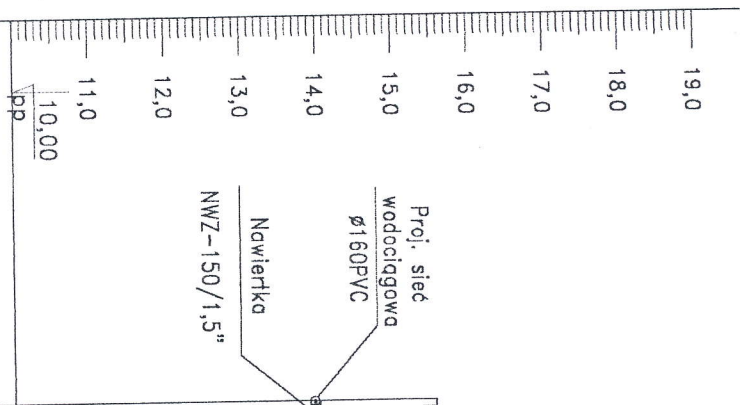 19,0
18,0
17,0
16,0
15,0
14,0
13,0
12,0
11,0
10,00
pp
Proj. sieć
wodociągowa
ø160PVC
Nawiertka
NWZ-150/1,5"